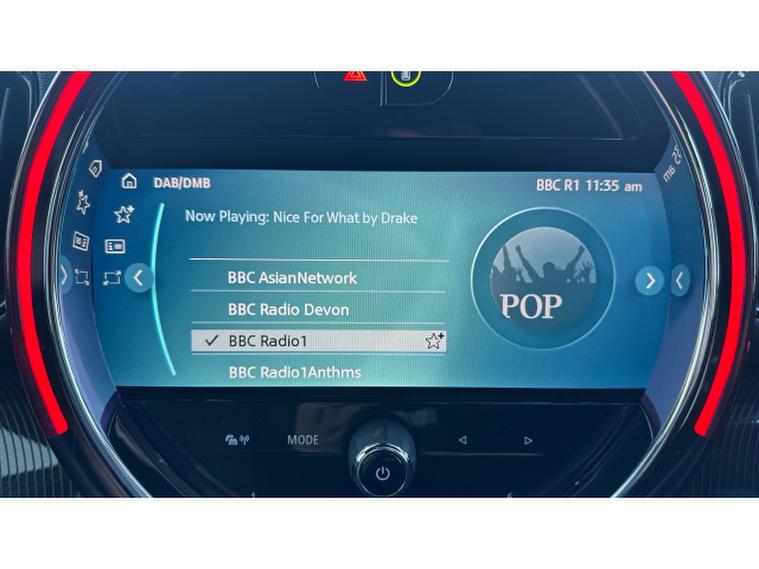 DAB/DMB
BBC R1 11:35 am
Now Playing: Nice For What by Drake
BBC AsianNetwork
BBC Radio Devon
BBC Radio1
BBC Radio1Anthms
POP
MODE